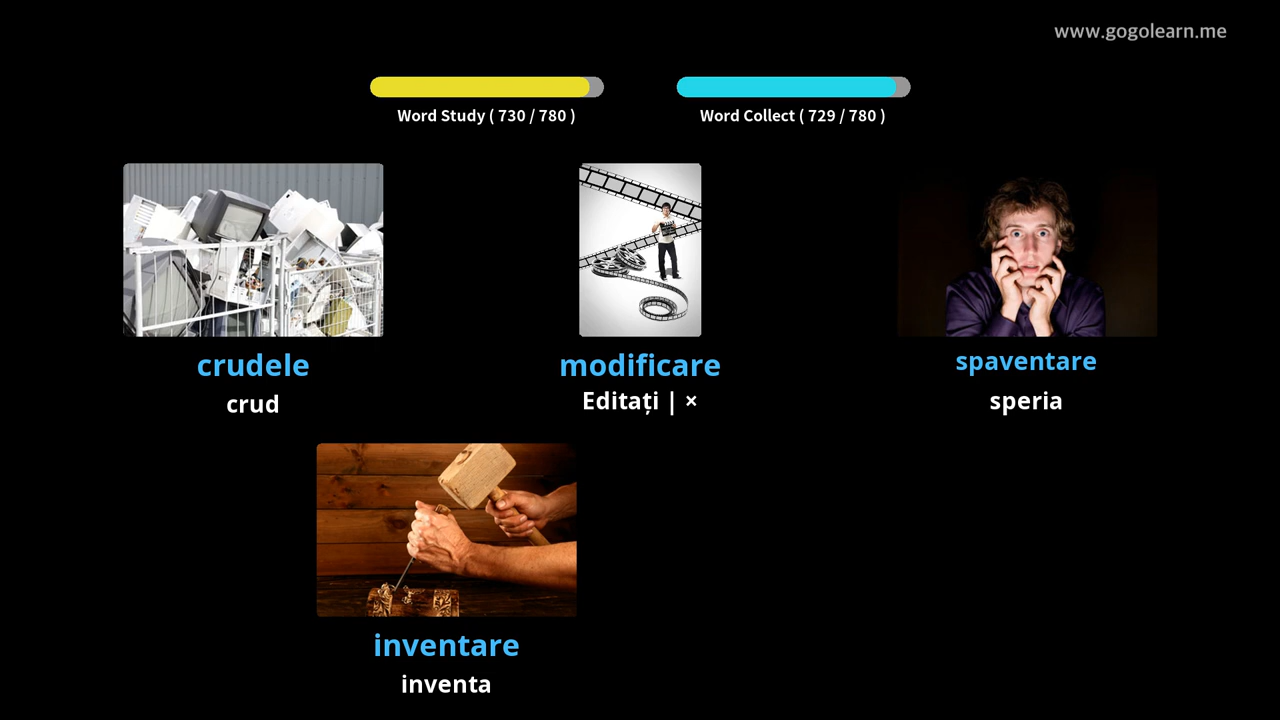 www.gogolearn.me
Word Study ( 730 / 780 )
Word Collect ( 729 / 780 )
crudele
crud
modificare
Editați | ×
spaventare
speria
inventare
inventa